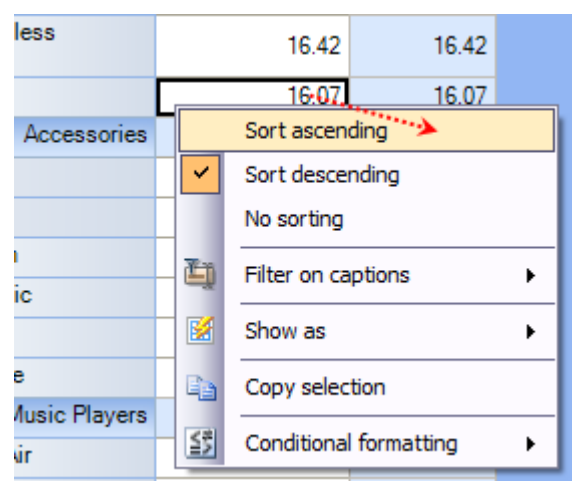 less
16.42 16.42
16.07 16.07
Accessories
Sort ascending
Sort descending
No sorting
ic
Filter on captions
Show as
e
Copy selection
Music Players
Air
Conditional formatting